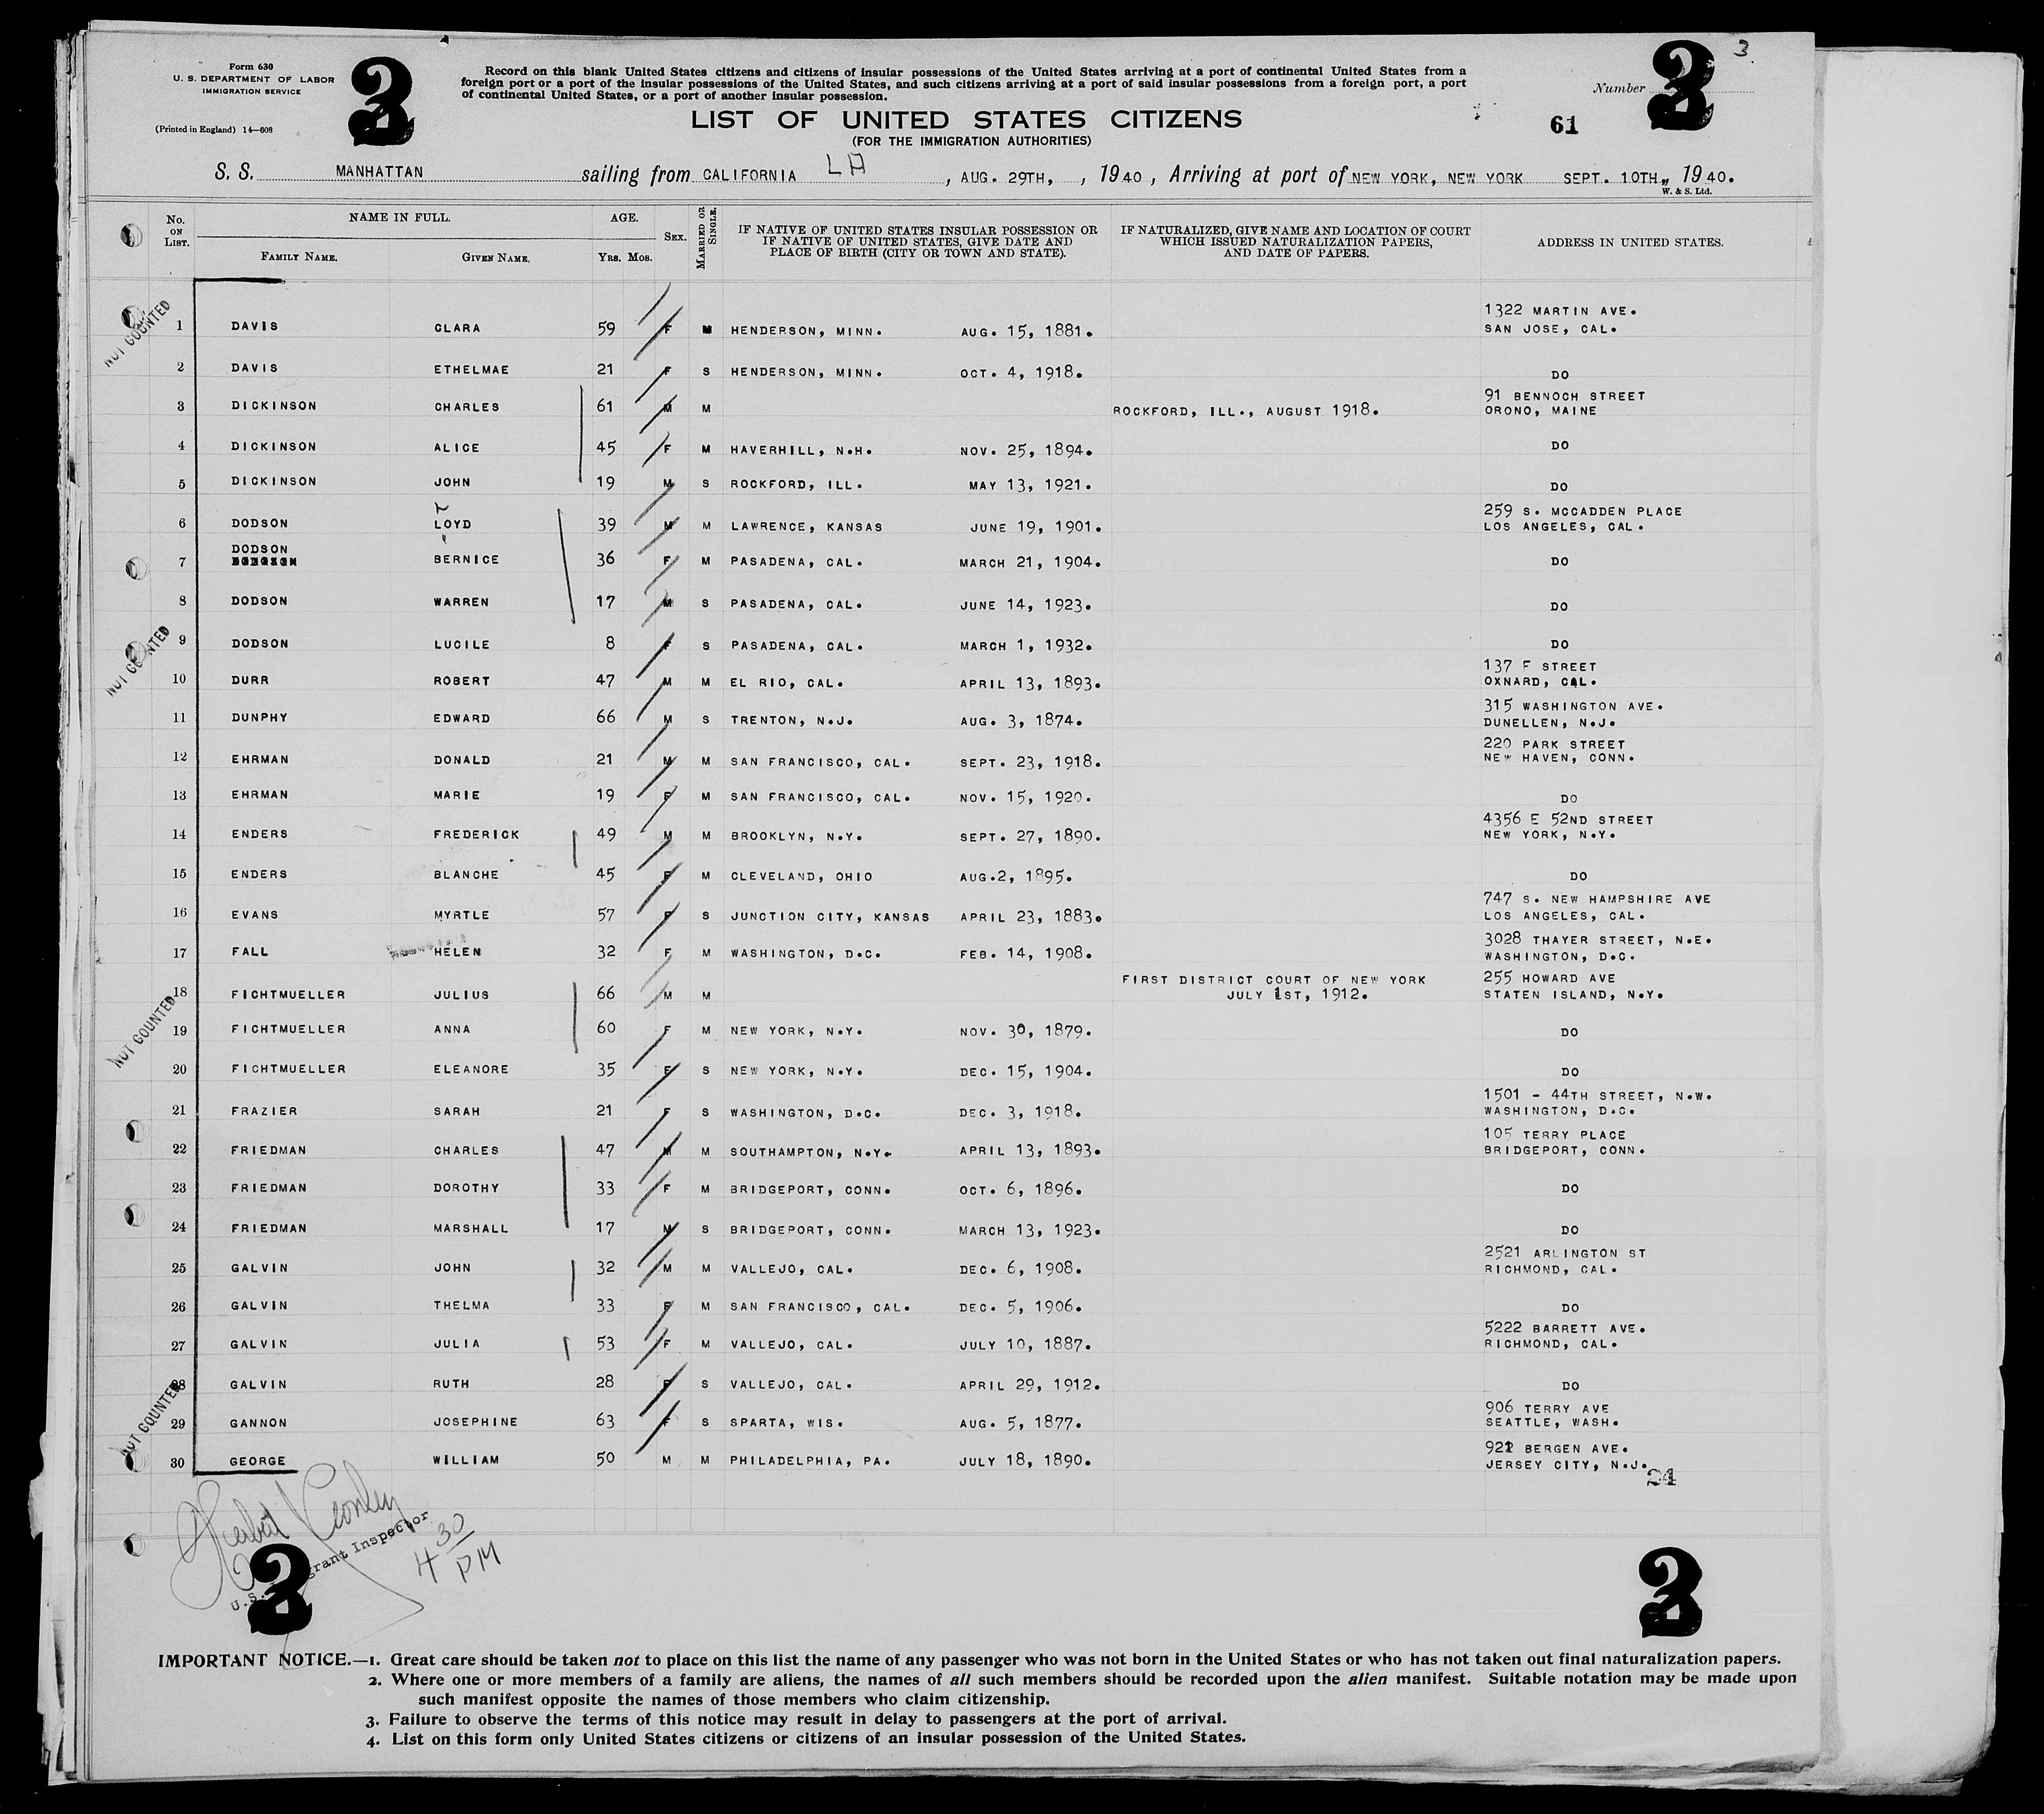 3.
Form 630
U. S. DEPARTMENT OF LABOR
IMMIGRATION SERVICE
(Printed in England) 14—608
3
Record on this blank United States citizens and citizens of insular possessions of the United States arriving at a port of continental United States from a
foreign port or a port of the insular possessions of the United States, and such citizens arriving at a port of said insular possessions from a foreign port, a port
of continental United States, or a port of another insular possession.
Number 3
LIST OF UNITED STATES CITIZENS
(FOR THE IMMIGRATION AUTHORITIES)
61
S. S. MANHATTAN sailing from CALIFORNIA LA, AUG. 29TH, , 1940, Arriving at port of NEW YORK, NEW YORK SEPT. 10TH, 1940.
W. & S. Ltd.
No. ON LIST. NAME IN FULL. FAMILY NAME. GIVEN NAME. AGE. YRS. MOS. SEX. MARRIED OR SINGLE. IF NATIVE OF UNITED STATES INSULAR POSSESSION OR IF NATIVE OF UNITED STATES, GIVE DATE AND PLACE OF BIRTH (CITY OR TOWN AND STATE). IF NATURALIZED, GIVE NAME AND LOCATION OF COURT WHICH ISSUED NATURALIZATION PAPERS, AND DATE OF PAPERS. ADDRESS IN UNITED STATES.
NOT COUNTED
1 DAVIS CLARA 59 F M HENDERSON, MINN. AUG. 15, 1881. 1322 MARTIN AVE. SAN JOSE, CAL.
2 DAVIS ETHELMAE 21 F S HENDERSON, MINN. OCT. 4, 1918. DO
3 DICKINSON CHARLES 61 M M ROCKFORD, ILL., AUGUST 1918. 91 BENNOCH STREET ORONO, MAINE
4 DICKINSON ALICE 45 F M HAVERHILL, N.H. NOV. 25, 1894. DO
5 DICKINSON JOHN 19 M S ROCKFORD, ILL. MAY 13, 1921. DO
6 DODSON LOYD 39 M M LAWRENCE, KANSAS JUNE 19, 1901. 259 S. MCCADDEN PLACE LOS ANGELES, CAL.
7 DODSON BERNICE 36 F M PASADENA, CAL. MARCH 21, 1904. DO
8 DODSON WARREN 17 M S PASADENA, CAL. JUNE 14, 1923. DO
NOT COUNTED
9 DODSON LUCILE 8 F S PASADENA, CAL. MARCH 1, 1932. DO
10 DURR ROBERT 47 M M EL RIO, CAL. APRIL 13, 1893. 137 F STREET OXNARD, CAL.
11 DUNPHY EDWARD 66 M S TRENTON, N.J. AUG. 3, 1874. 315 WASHINGTON AVE. DUNELLEN, N.J.
12 EHRMAN DONALD 21 M M SAN FRANCISCO, CAL. SEPT. 23, 1918. 220 PARK STREET NEW HAVEN, CONN.
13 EHRMAN MARIE 19 F M SAN FRANCISCO, CAL. NOV. 15, 1920. DO
14 ENDERS FREDERICK 49 M M BROOKLYN, N.Y. SEPT. 27, 1890. 4356 E 52ND STREET NEW YORK, N.Y.
15 ENDERS BLANCHE 45 F M CLEVELAND, OHIO AUG.2, 1895. DO
16 EVANS MYRTLE 57 F S JUNCTION CITY, KANSAS APRIL 23, 1883. 747 S. NEW HAMPSHIRE AVE LOS ANGELES, CAL.
17 FALL HELEN 32 F M WASHINGTON, D.C. FEB. 14, 1908. 3028 THAYER STREET, N.E. WASHINGTON, D.C.
NOT COUNTED
18 FICHTMUELLER JULIUS 66 M M FIRST DISTRICT COURT OF NEW YORK JULY 1ST, 1912. 255 HOWARD AVE STATEN ISLAND, N.Y.
19 FICHTMUELLER ANNA 60 F M NEW YORK, N.Y. NOV. 30, 1879. DO
20 FICHTMUELLER ELEANORE 35 F S NEW YORK, N.Y. DEC. 15, 1904. DO
21 FRAZIER SARAH 21 F S WASHINGTON, D.C. DEC. 3, 1918. 1501 - 44TH STREET, N.W. WASHINGTON, D.C.
22 FRIEDMAN CHARLES 47 M M SOUTHAMPTON, N.Y. APRIL 13, 1893. 105 TERRY PLACE BRIDGEPORT, CONN.
23 FRIEDMAN DOROTHY 33 F M BRIDGEPORT, CONN. OCT. 6, 1896. DO
24 FRIEDMAN MARSHALL 17 M S BRIDGEPORT, CONN. MARCH 13, 1923. DO
25 GALVIN JOHN 32 M M VALLEJO, CAL. DEC. 6, 1908. 2521 ARLINGTON ST RICHMOND, CAL.
26 GALVIN THELMA 33 F M SAN FRANCISCO, CAL. DEC. 5, 1906. DO
27 GALVIN JULIA 53 F M VALLEJO, CAL. JULY 10, 1887. 5222 BARRETT AVE. RICHMOND, CAL.
NOT COUNTED
28 GALVIN RUTH 28 F S VALLEJO, CAL. APRIL 29, 1912. DO
29 GANNON JOSEPHINE 63 F S SPARTA, WIS. AUG. 5, 1877. 906 TERRY AVE SEATTLE, WASH.
30 GEORGE WILLIAM 50 M M PHILADELPHIA, PA. JULY 18, 1890. 921 BERGEN AVE. JERSEY CITY, N.J.
24
U.S. Inspector
4 30 PM
3
3
IMPORTANT NOTICE.—1. Great care should be taken not to place on this list the name of any passenger who was not born in the United States or who has not taken out final naturalization papers.
2. Where one or more members of a family are aliens, the names of all such members should be recorded upon the alien manifest. Suitable notation may be made upon
such manifest opposite the names of those members who claim citizenship.
3. Failure to observe the terms of this notice may result in delay to passengers at the port of arrival.
4. List on this form only United States citizens or citizens of an insular possession of the United States.